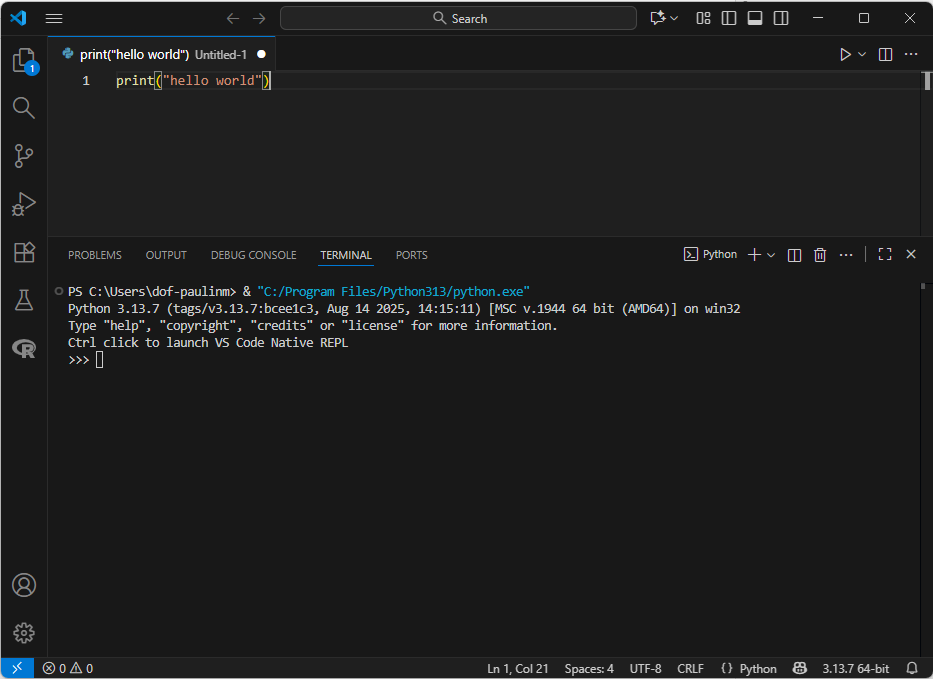 Search
1
print("hello world") Untitled-1
1 print("hello world")
PROBLEMS OUTPUT DEBUG CONSOLE TERMINAL PORTS Python
PS C:\Users\dof-paulinm> & "C:/Program Files/Python313/python.exe"
Python 3.13.7 (tags/v3.13.7:bcee1c3, Aug 14 2025, 14:15:11) [MSC v.1944 64 bit (AMD64)] on win32
Type "help", "copyright", "credits" or "license" for more information.
Ctrl click to launch VS Code Native REPL
>>>
R
0 0 Ln 1, Col 21 Spaces: 4 UTF-8 CRLF {} Python 3.13.7 64-bit